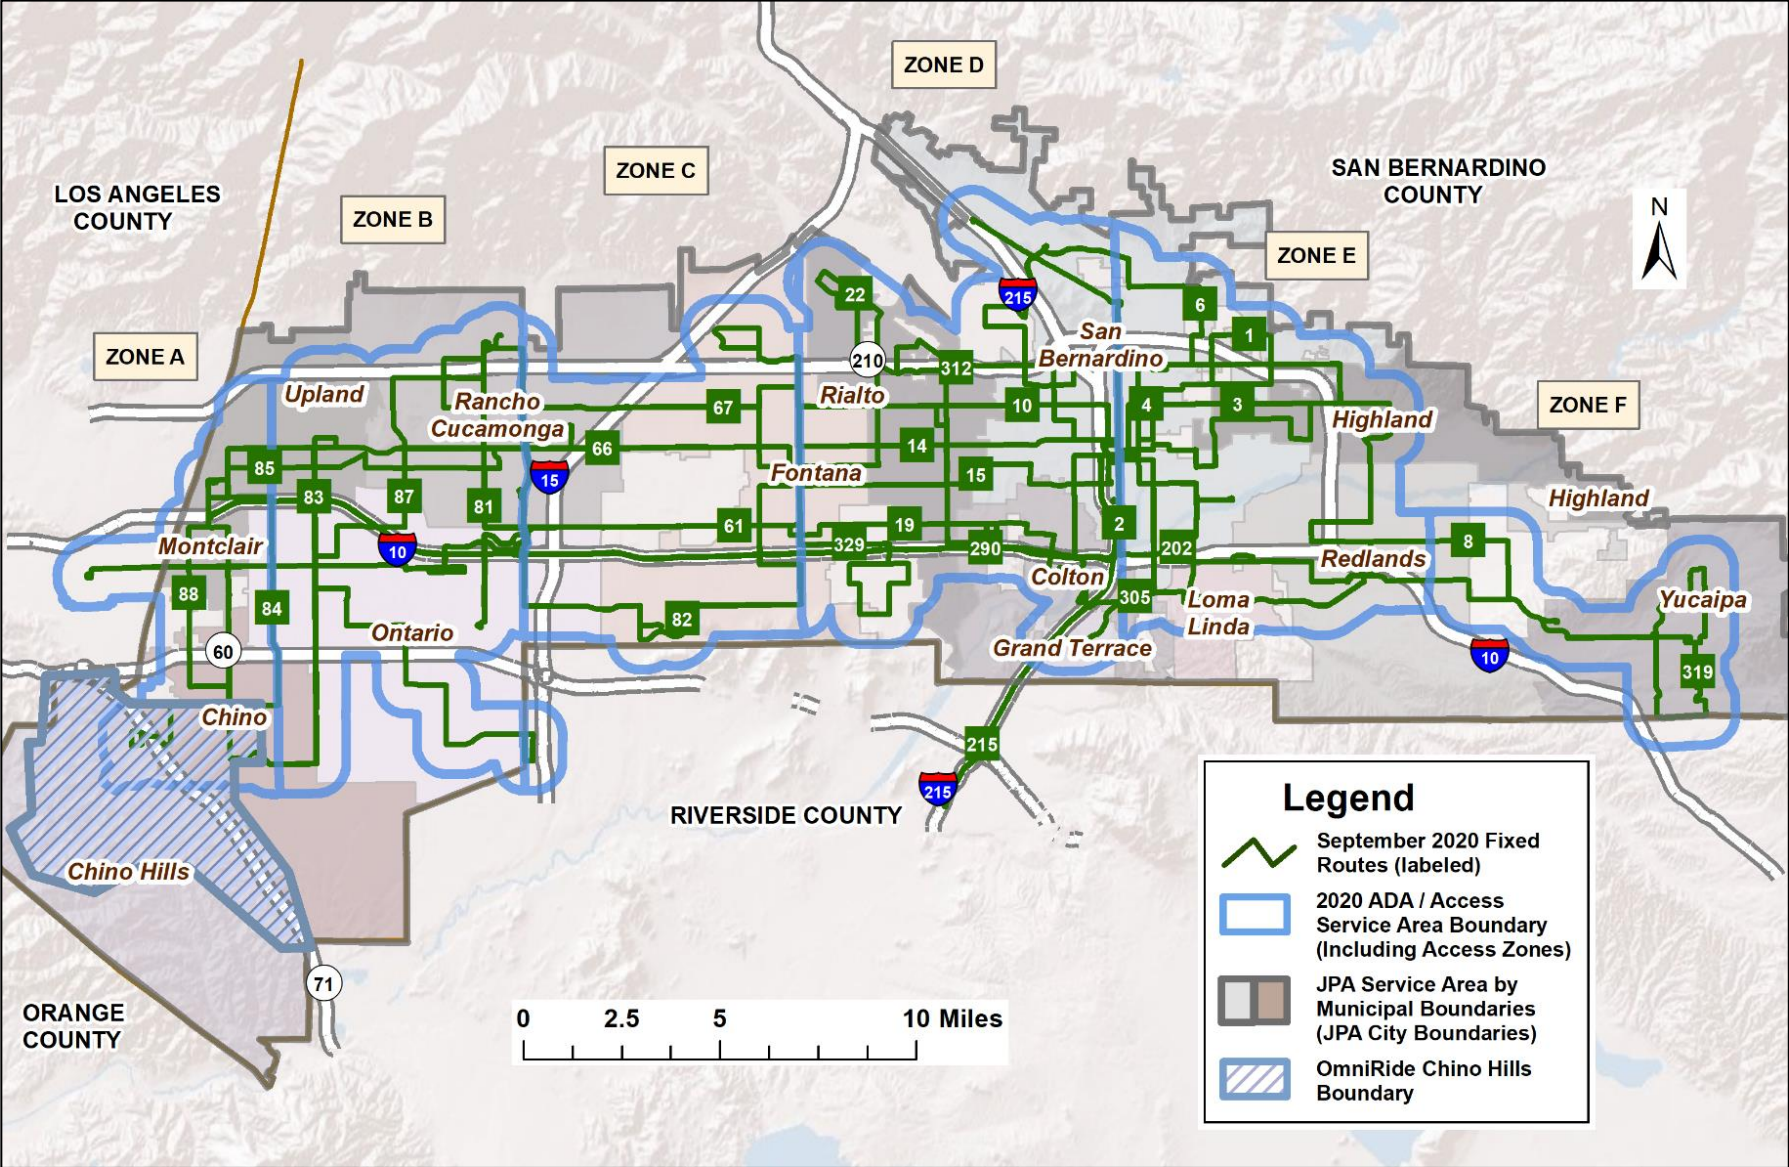 ZONE D
ZONE C
ZONE B
ZONE A
ZONE E
ZONE F
LOS ANGELES
COUNTY
SAN BERNARDINO
COUNTY
N
22
215
6
1
210
312
San
Bernardino
Upland
Rancho
Cucamonga
67
Rialto
10
4
3
Highland
66
14
85
15
Fontana
15
83
87
81
61
19
2
Highland
Montclair
10
329
290
202
8
Redlands
Colton
88
84
82
305
Loma
Linda
Yucaipa
Ontario
60
Grand Terrace
10
319
Chino
215
215
RIVERSIDE COUNTY
Chino Hills
71
ORANGE
COUNTY
0 2.5 5 10 Miles
Legend
September 2020 Fixed
Routes (labeled)
2020 ADA / Access
Service Area Boundary
(Including Access Zones)
JPA Service Area by
Municipal Boundaries
(JPA City Boundaries)
OmniRide Chino Hills
Boundary